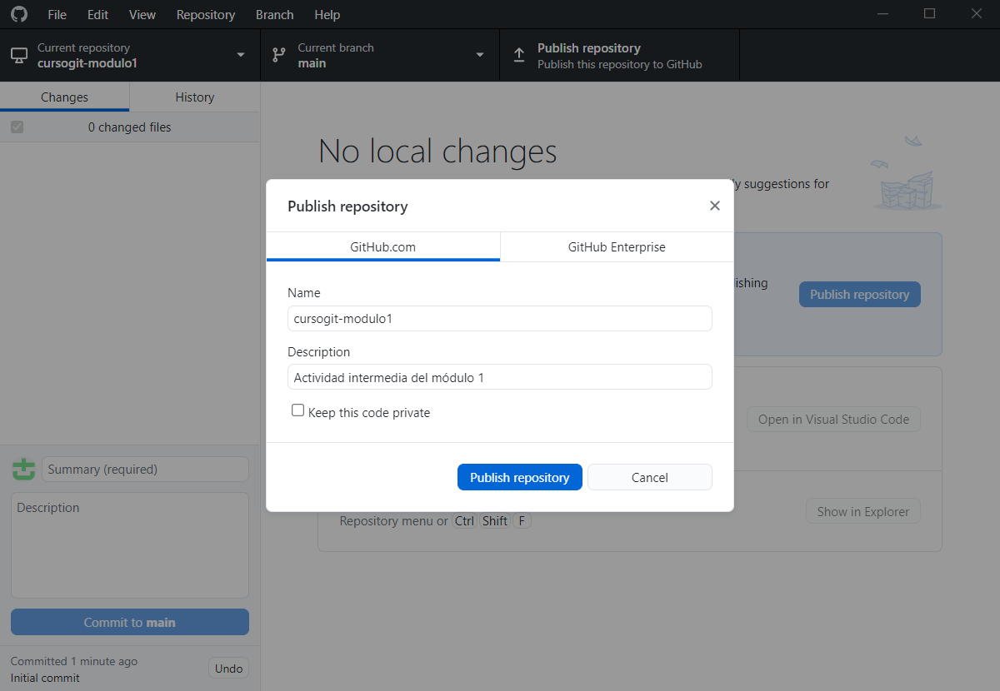 File Edit View Repository Branch Help
Current repository
cursogit-modulo1
Current branch
main
Publish repository
Publish this repository to GitHub
Changes History
0 changed files
No local changes
ly suggestions for
Publish repository
GitHub.com GitHub Enterprise
Name
cursogit-modulo1
Description
Actividad intermedia del módulo 1
Keep this code private
Publish repository Cancel
lishing
Publish repository
Open in Visual Studio Code
Show in Explorer
Repository menu or Ctrl Shift F
Summary (required)
Description
Commit to main
Committed 1 minute ago
Initial commit
Undo